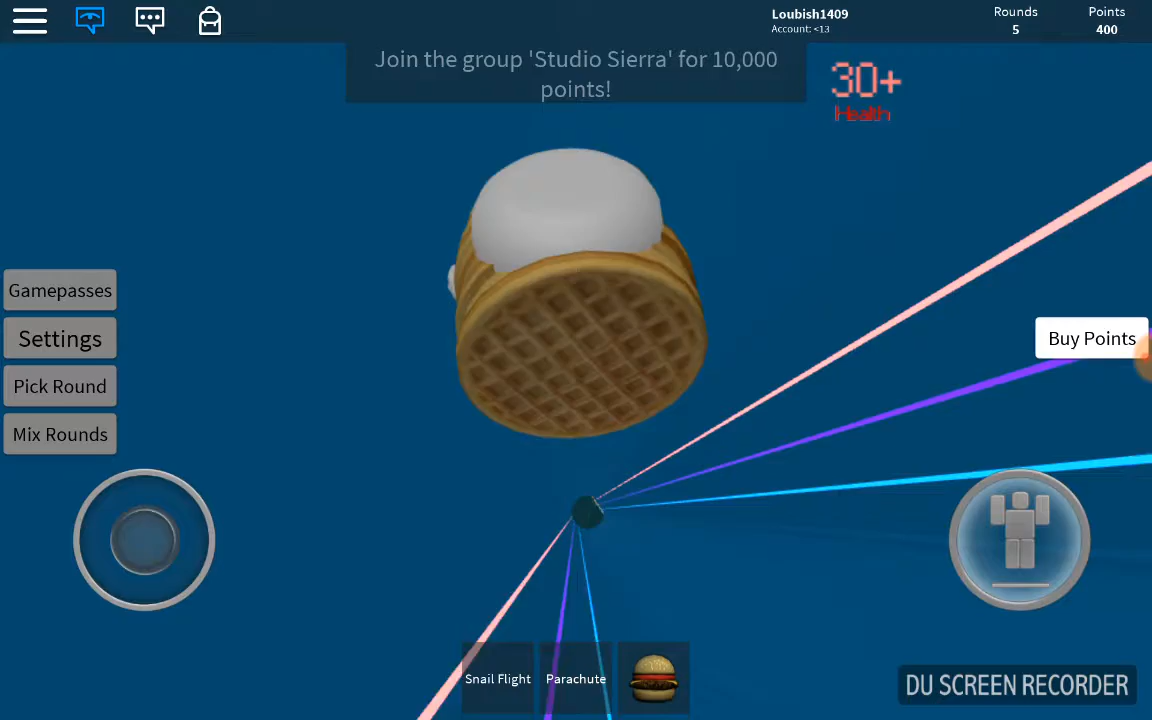 Loubish1409
Account: <13
Rounds
5
Points
400
Join the group 'Studio Sierra' for 10,000
points!
30+
Health
Gamepasses
Settings
Pick Round
Mix Rounds
Buy Points
Snail Flight
Parachute
DU SCREEN RECORDER